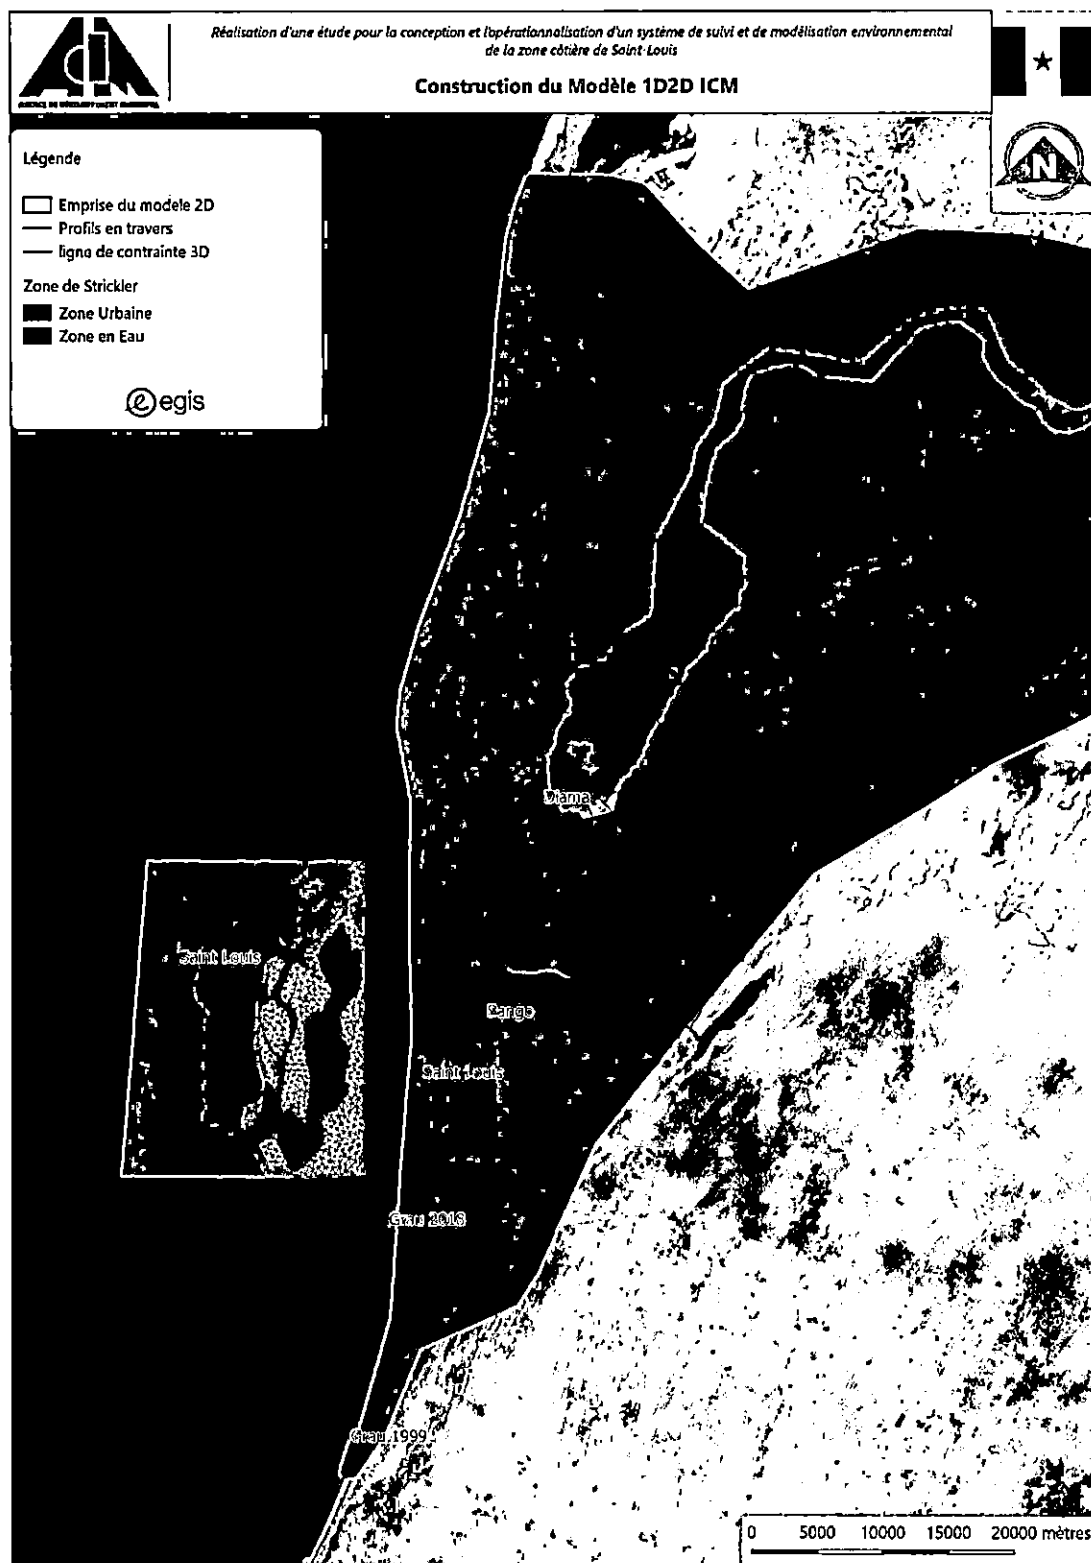 Réalisation d'une étude pour la conception et l'opérationnalisation d'un système de suivi et de modélisation environnemental
de la zone côtière de Saint-Louis
Construction du Modèle 1D2D ICM
Légende
Emprise du modele 2D
Profils en travers
ligne de contrainte 3D
Zone de Strickler
Zone Urbaine
Zone en Eau
egis
N
Diama
Saint Louis
Dango
Saint Louis
Grau 2018
Grau 1999
0 5000 10000 15000 20000 mètres